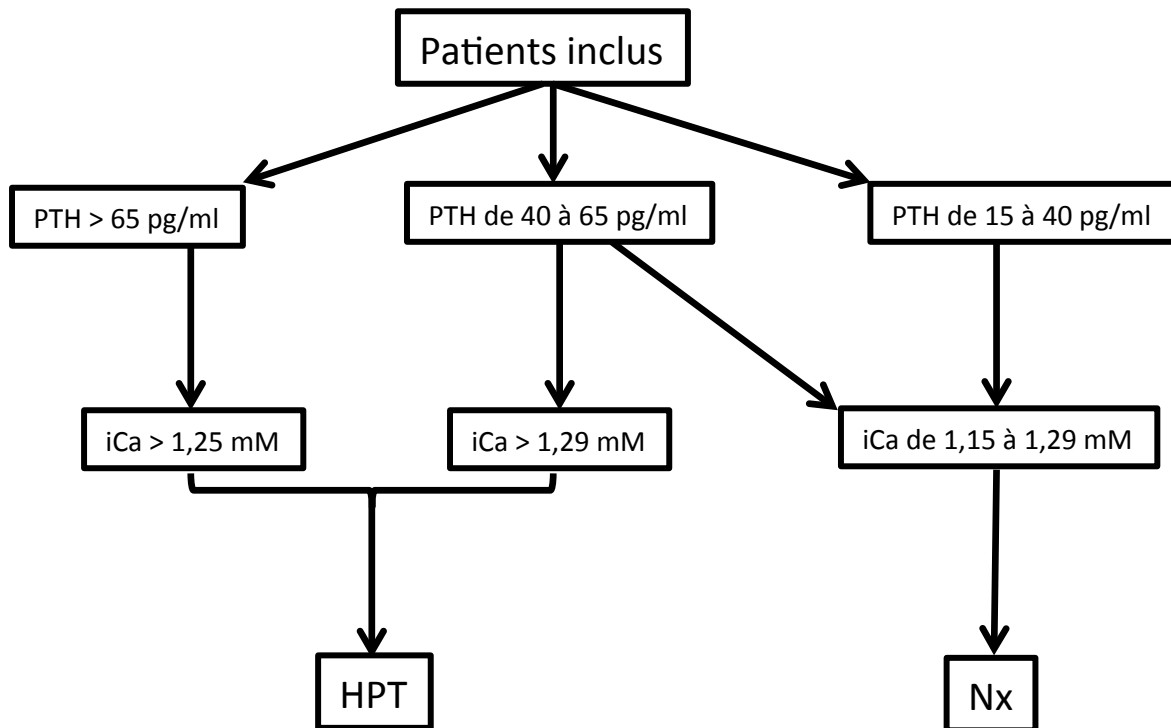 Patients inclus
PTH > 65 pg/ml
PTH de 40 à 65 pg/ml
PTH de 15 à 40 pg/ml
iCa > 1,25 mM
iCa > 1,29 mM
iCa de 1,15 à 1,29 mM
HPT
Nx